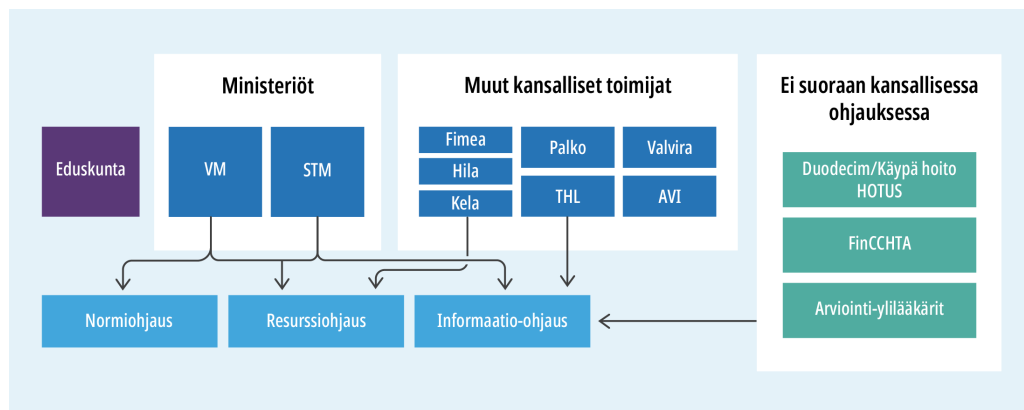 Ministeriöt
Muut kansalliset toimijat
Ei suoraan kansallisessa
ohjauksessa
Eduskunta
VM
STM
Fimea
Hila
Kela
Palko
THL
Valvira
AVI
Duodecim/Käypä hoito
HOTUS
FinCCHTA
Arviointi-ylilääkärit
Normiohjaus
Resurssiohjaus
Informaatio-ohjaus